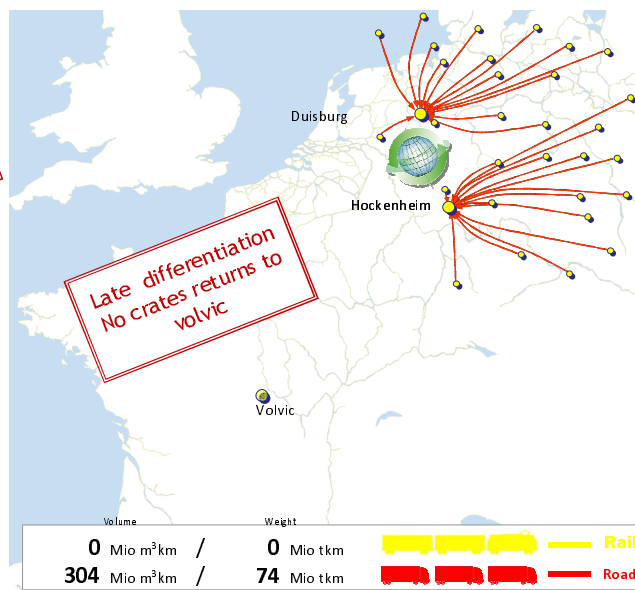 Duisburg
Hockenheim
Late differentiation
No crates returns to
volvic
Volvic
Volume Weight
0 Mio m³km / 0 Mio tkm Rail
304 Mio m³km / 74 Mio tkm Road